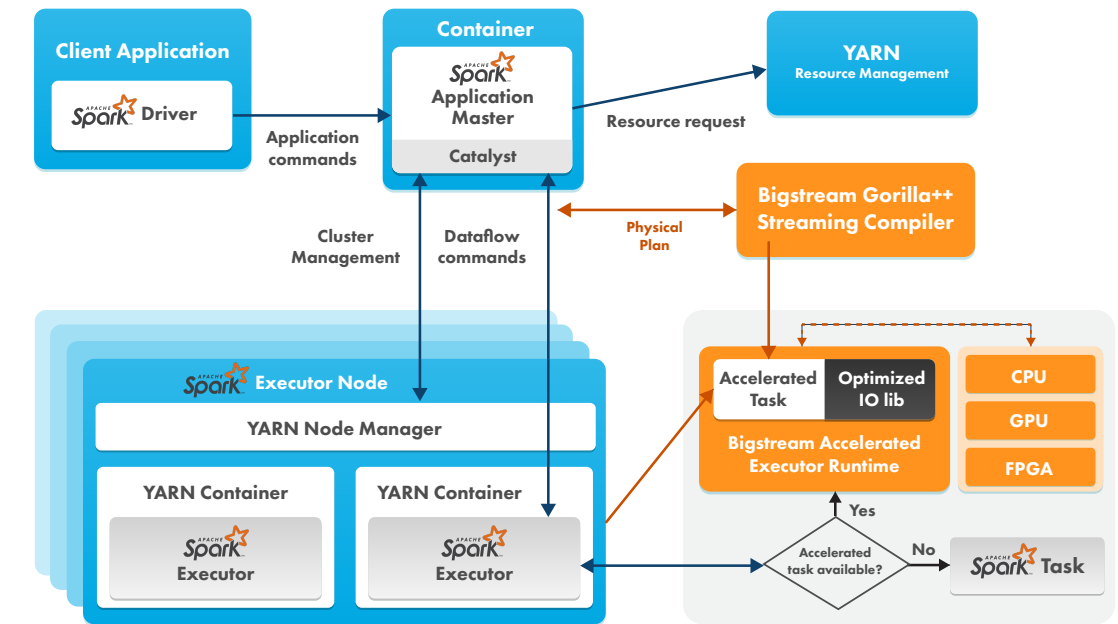 Client Application
APACHE
Spark Driver
Application
commands
Container
APACHE
Spark
Application
Master
Catalyst
YARN
Resource Management
Resource request
Cluster
Management
Dataflow
commands
Physical
Plan
Bigstream Gorilla++
Streaming Compiler
APACHE
Spark Executor Node
YARN Node Manager
YARN Container
APACHE
Spark
Executor
YARN Container
APACHE
Spark
Executor
Accelerated
Task
Optimized
IO lib
Bigstream Accelerated
Executor Runtime
CPU
GPU
FPGA
Yes
Accelerated
task available?
No
APACHE
Spark Task